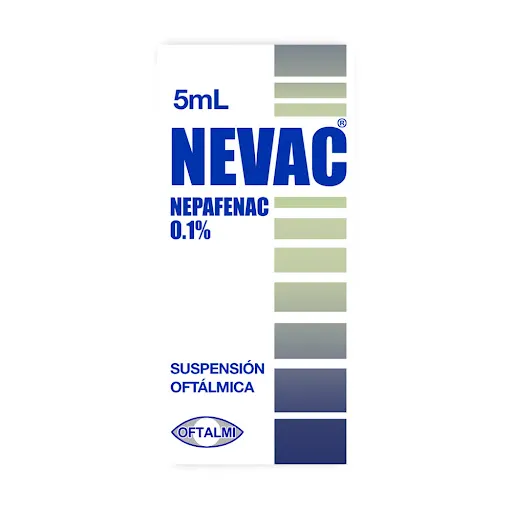 5mL
NEVAC®
NEPAFENAC
0.1%
SUSPENSIÓN
OFTÁLMICA
OFTALMI